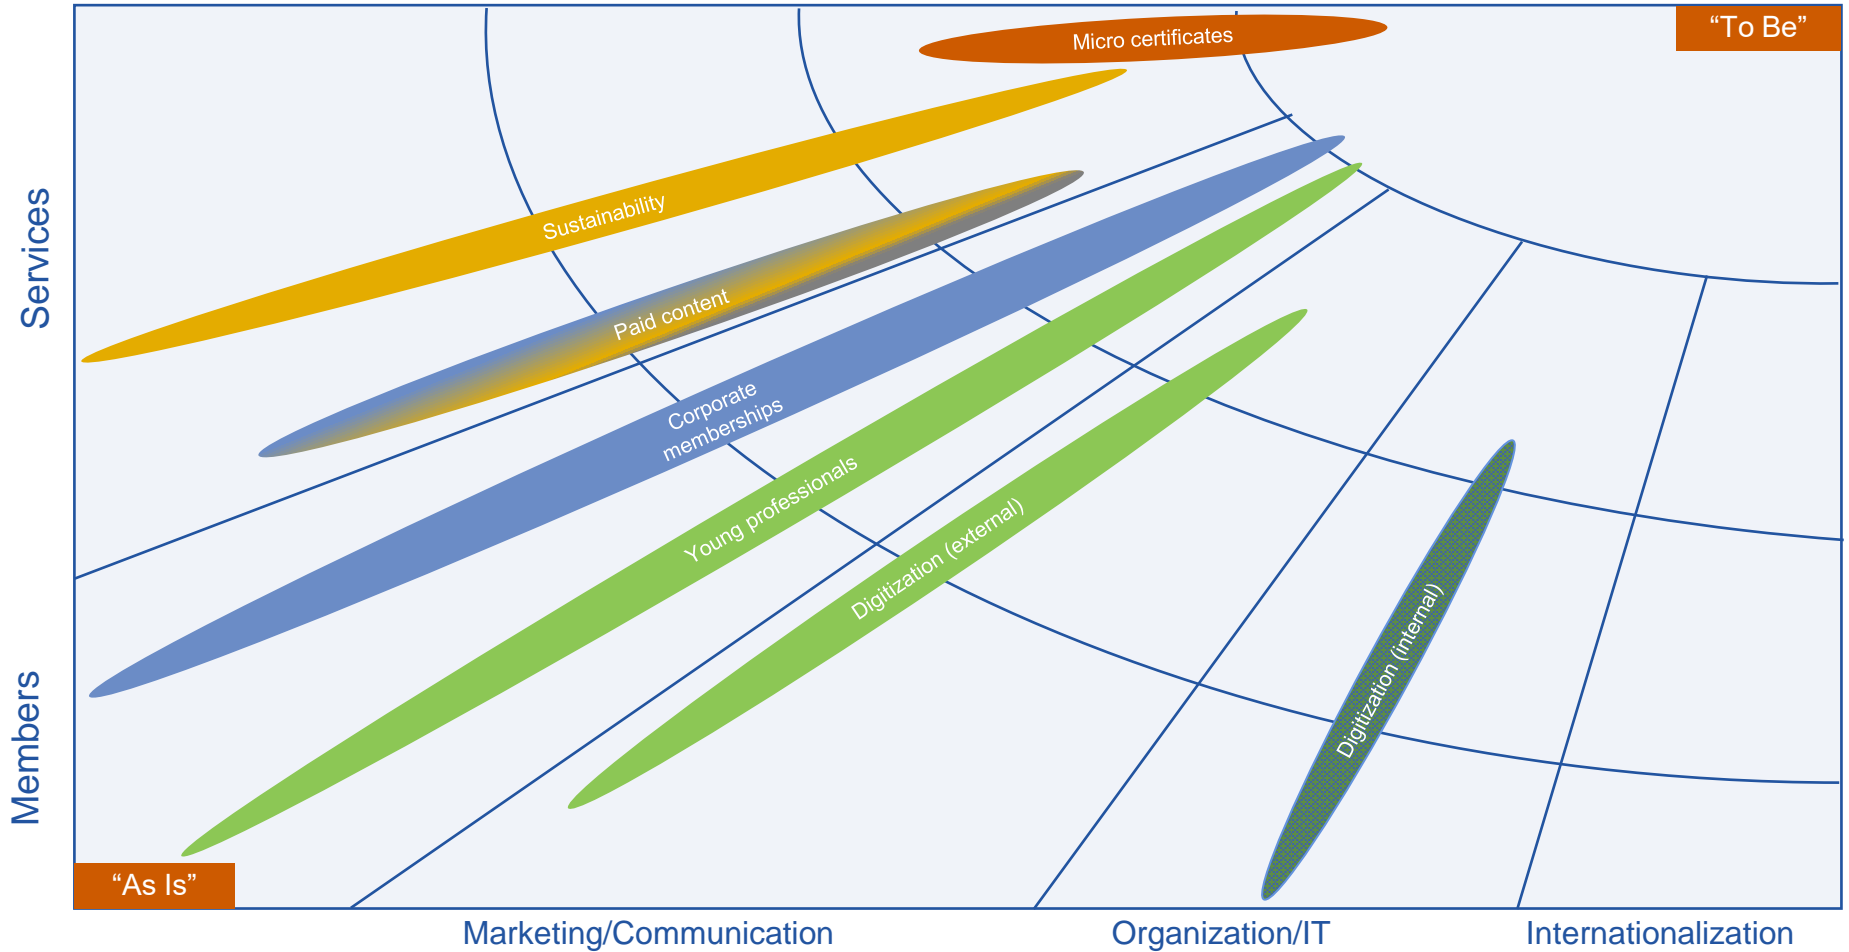 “To Be”
Micro certificates
Sustainability
Paid content
Corporate
memberships
Young professionals
Digitization (external)
Digitization (internal)
Services
Members
“As Is”
Marketing/Communication
Organization/IT
Internationalization